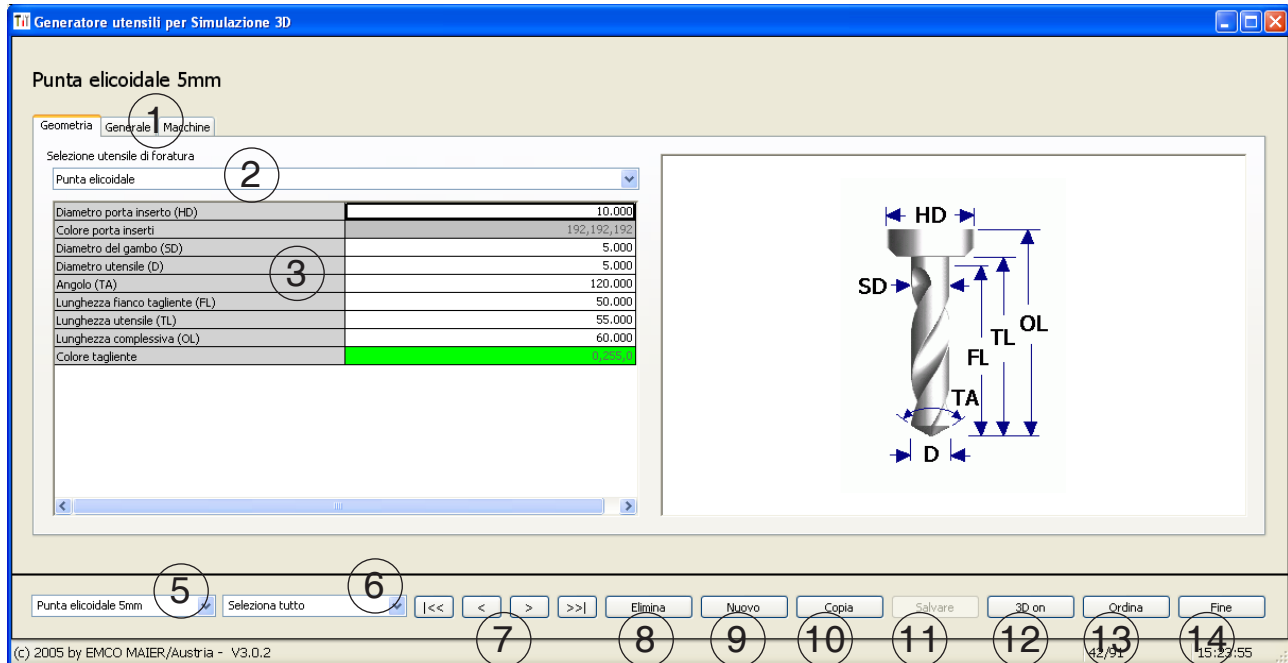 Generatore utensili per Simulazione 3D
Punta elicoidale 5mm
Geometria Generale Macchine
1
Selezione utensile di foratura
Punta elicoidale
2
Diametro porta inserto (HD) 10.000
Colore porta inserti 192,192,192
Diametro del gambo (SD) 5.000
Diametro utensile (D) 5.000
3
Angolo (TA) 120.000
Lunghezza fianco tagliente (FL) 50.000
Lunghezza utensile (TL) 55.000
Lunghezza complessiva (OL) 60.000
Colore tagliente 0,255,0
HD
SD
OL
TL
FL
TA
D
5
6
Punta elicoidale 5mm Seleziona tutto |<< < > >>| Elimina Nuovo Copia Salvare 3D on Ordina Fine
7 8 9 10 11 12 13 14
(c) 2005 by EMCO MAIER/Austria - V3.0.2 42/91 15:23:55